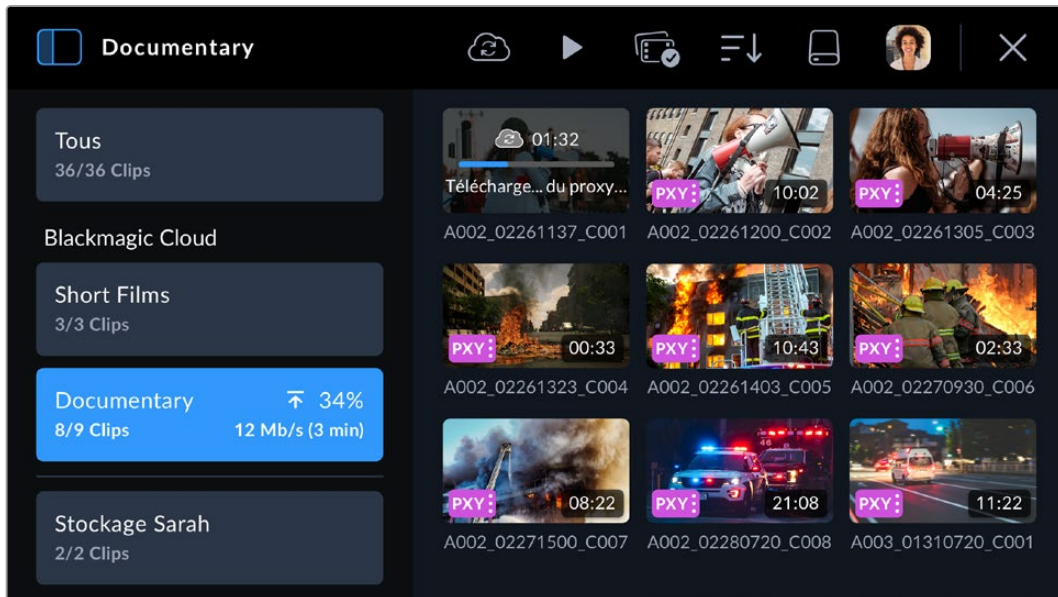 Documentary
Tous
36/36 Clips
Blackmagic Cloud
Short Films
3/3 Clips
Documentary 34%
8/9 Clips 12 Mb/s (3 min)
Stockage Sarah
2/2 Clips
01:32
Télécharge... du proxy...
PXY 10:02
PXY 04:25
A002_02261137_C001 A002_02261200_C002 A002_02261305_C003
PXY 00:33
PXY 10:43
PXY 02:33
A002_02261323_C004 A002_02261403_C005 A002_02270930_C006
PXY 08:22
PXY 21:08
PXY 11:22
A002_02271500_C007 A002_02280720_C008 A003_01310720_C001